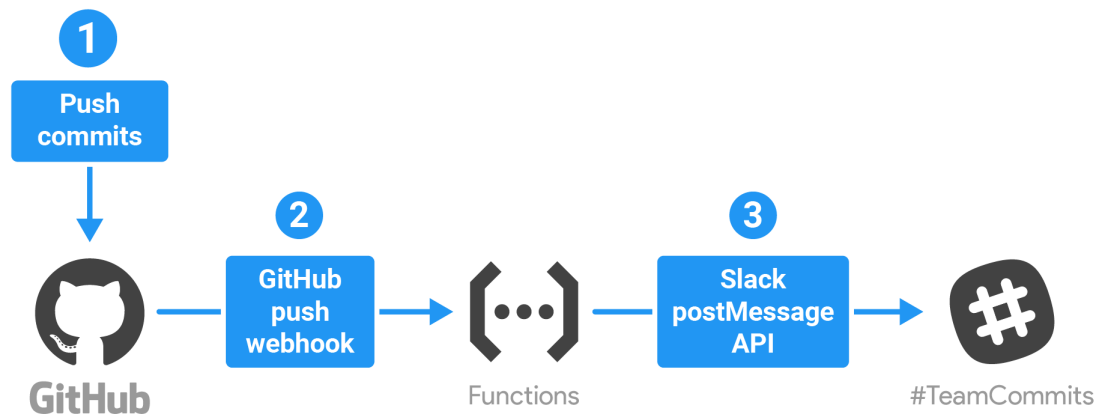 1
Push
commits
2
GitHub
push
webhook
3
Slack
postMessage
API
GitHub
Functions
#TeamCommits